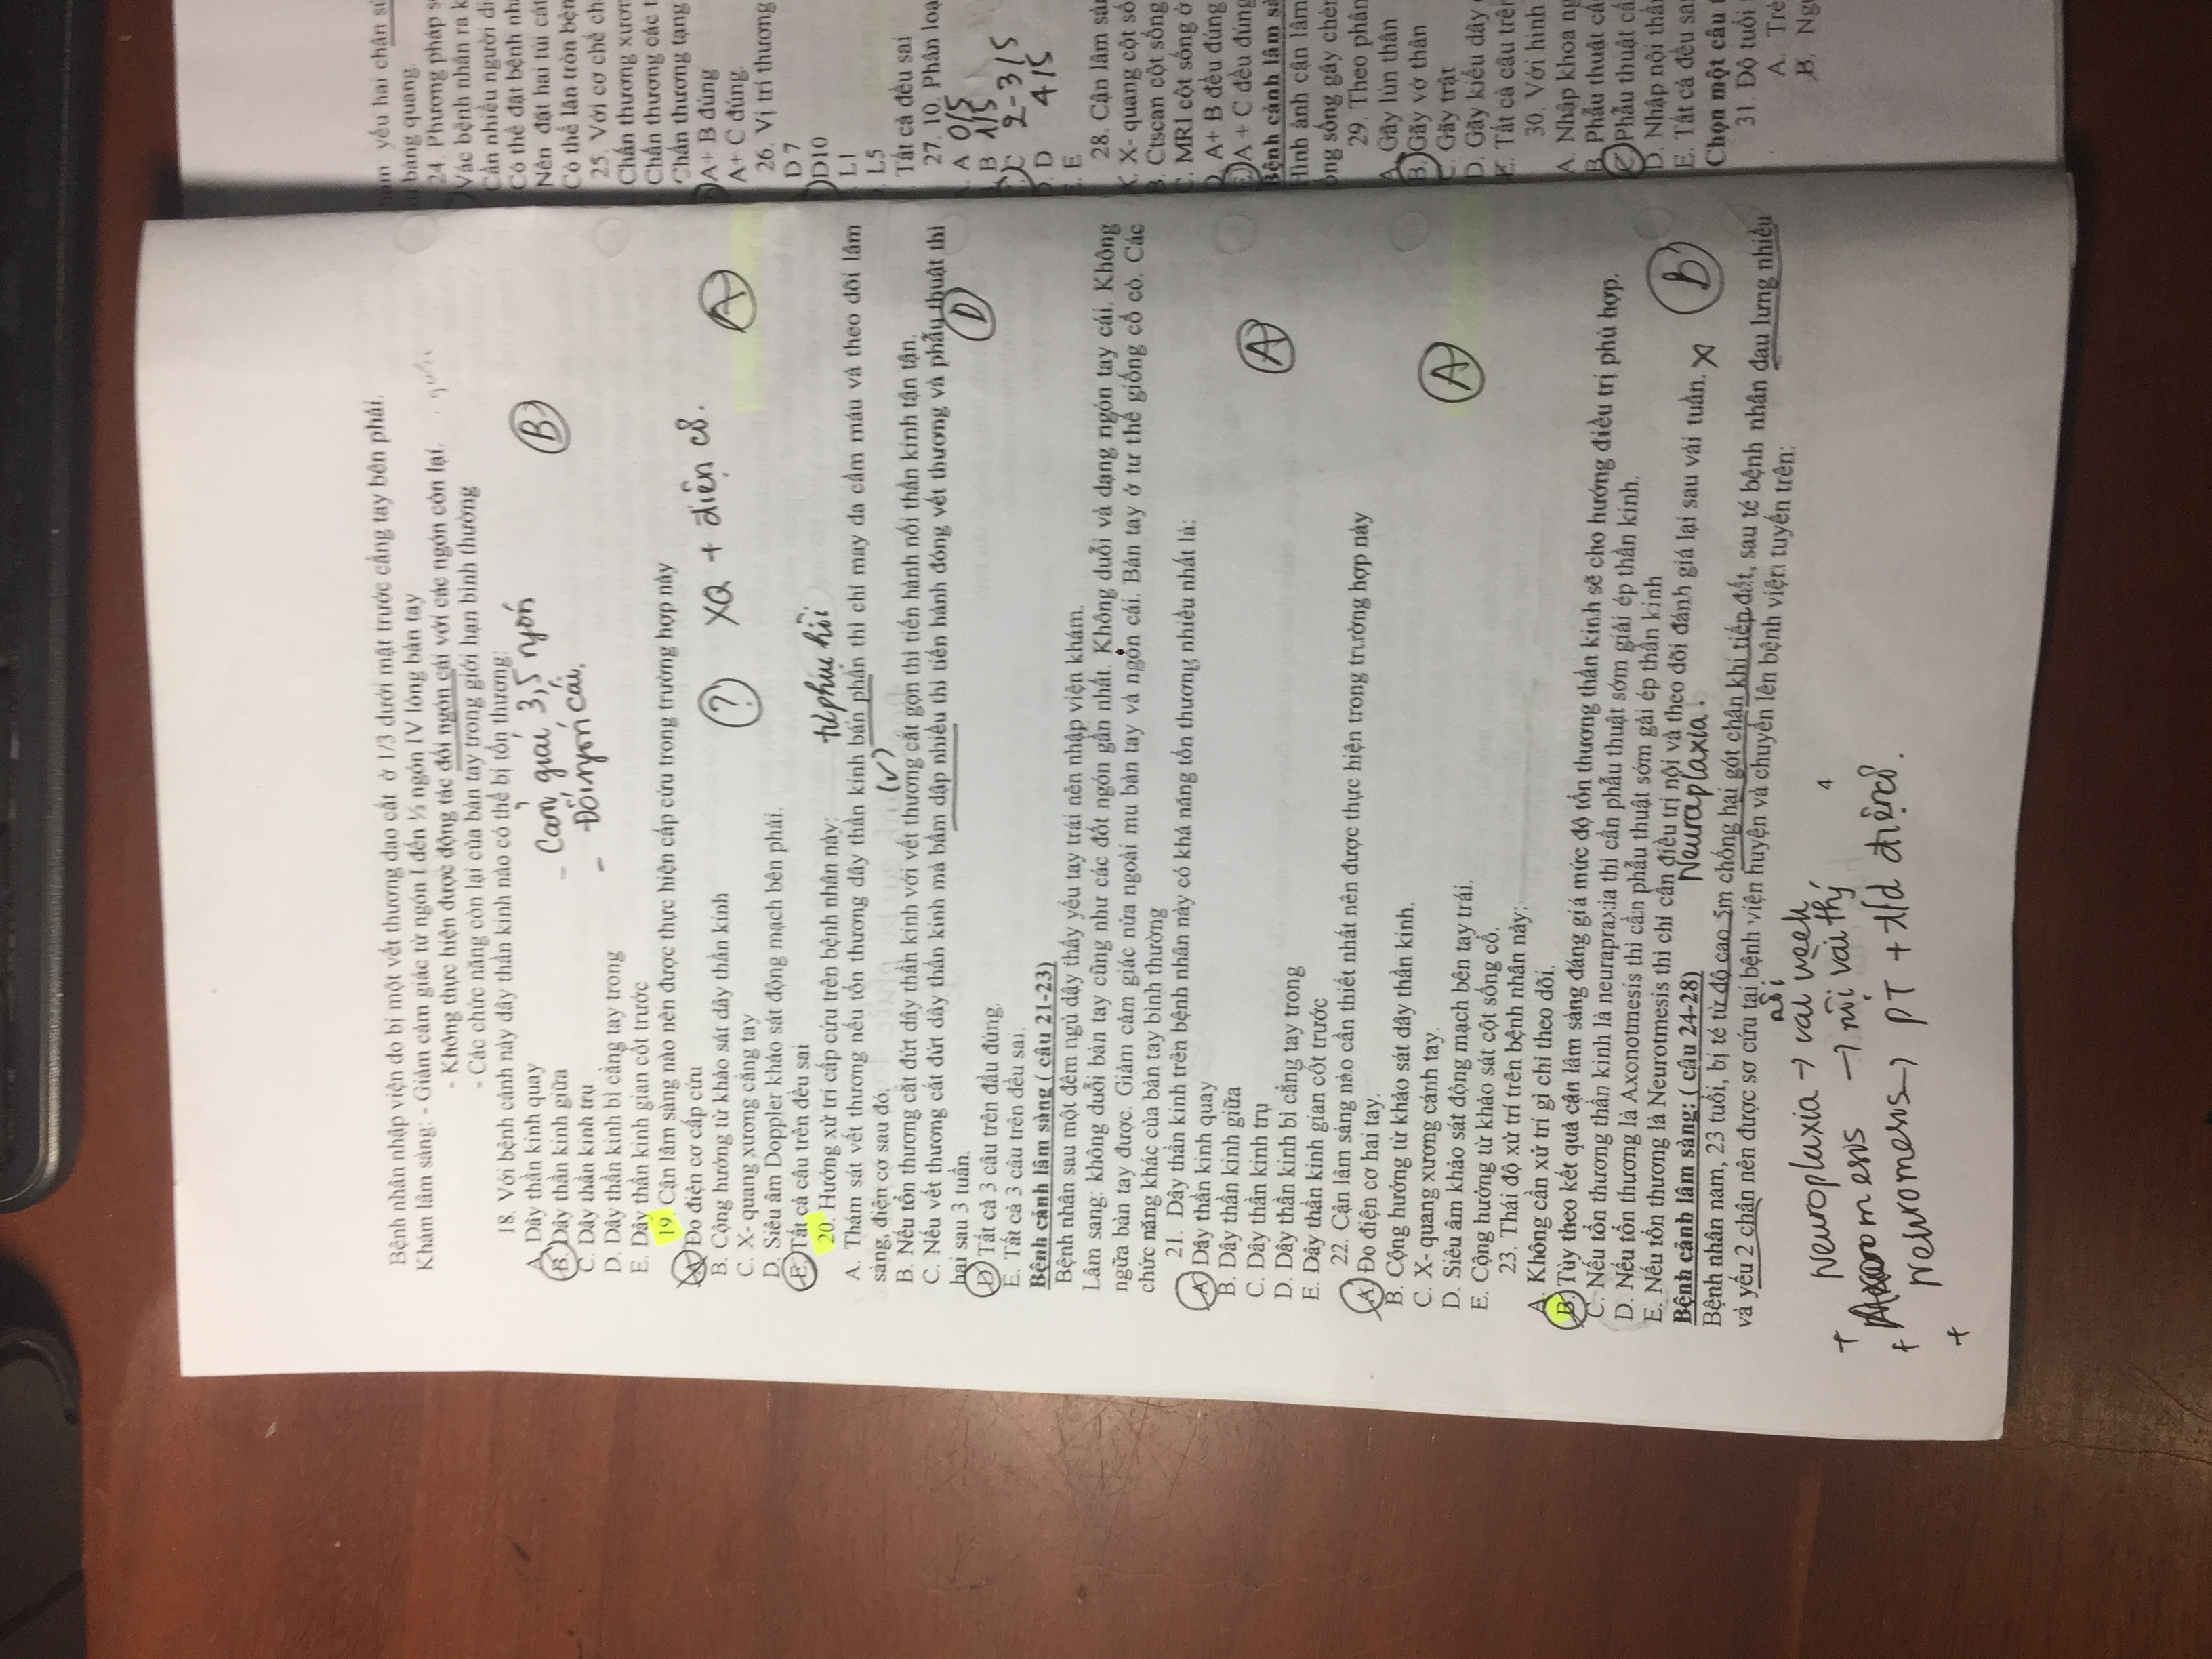 Bệnh nhân nhập viện do bị một vết thương dao cắt ở 1/3 dưới mặt trước cẳng tay bên phải.
Khám lâm sàng: - Giảm cảm giác từ ngón I đến ½ ngón IV lòng bàn tay
- Không thực hiện được động tác đối ngón cái với các ngón còn lại.
- Các chức năng còn lại của bàn tay trong giới hạn bình thường
18. Với bệnh cảnh này dây thần kinh nào có thể bị tổn thương:
A. Dây thần kinh quay
B. Dây thần kinh giữa
C. Dây thần kinh trụ
D. Dây thần kinh bì cẳng tay trong
E. Dây thần kinh gian cốt trước
- Cảm giác 3,5 ngón
- Đối ngón cái.
B
19. Cận lâm sàng nào nên được thực hiện cấp cứu trong trường hợp này
A. Đo điện cơ cấp cứu
B. Cộng hưởng từ khảo sát dây thần kinh
C. X- quang xương cẳng tay
D. Siêu âm Doppler khảo sát động mạch bên phải.
E. Tất cả câu trên đều sai
? XQ + điện cơ. A
20. Hướng xử trí cấp cứu trên bệnh nhân này:
tự phục hồi
A. Thám sát vết thương nếu tổn thương dây thần kinh bán phần thì chỉ may da cầm máu và theo dõi lâm
sàng, điện cơ sau đó.
(✓)
B. Nếu tổn thương cắt đứt dây thần kinh với vết thương cắt gọn thì tiến hành nối thần kinh tận tận.
C. Nếu vết thương cắt đứt dây thần kinh mà bầm dập nhiều thì tiến hành đóng vết thương và phẫu thuật thì
hai sau 3 tuần.
D. Tất cả 3 câu trên đầu đúng.
D
E. Tất cả 3 câu trên đều sai.
Bệnh cảnh lâm sàng ( câu 21-23)
Bệnh nhân sau một đêm ngủ dậy thấy yếu tay trái nên nhập viện khám.
Lâm sang: không duỗi bàn tay cũng như các đốt ngón gần nhất. Không duỗi và dạng ngón tay cái. Không
ngữa bàn tay được. Giảm cảm giác nửa ngoài mu bàn tay và ngón cái. Bàn tay ở tư thế giống cổ cò. Các
chức năng khác của bàn tay bình thường
21. Dây thần kinh trên bệnh nhân này có khả năng tổn thương nhiều nhất là:
A. Dây thần kinh quay
B. Dây thần kinh giữa
C. Dây thần kinh trụ
D. Dây thần kinh bì cẳng tay trong
E. Dây thần kinh gian cốt trước
A
22. Cận lâm sàng nào cần thiết nhất nên được thực hiện trong trường hợp này
A. Đo điện cơ hai tay.
B. Cộng hưởng từ khảo sát dây thần kinh.
C. X- quang xương cánh tay.
D. Siêu âm khảo sát động mạch bên tay trái.
E. Cộng hưởng từ khảo sát cột sống cổ.
A
23. Thái độ xử trí trên bệnh nhân này:
A. Không cần xử trí gì chỉ theo dõi.
B. Tùy theo kết quả cận lâm sàng đáng giá mức độ tổn thương thần kinh sẽ cho hướng điều trị phù hợp.
C. Nếu tổn thương thần kinh là neurapraxia thì cần phẫu thuật sớm giải ép thần kinh.
D. Nếu tổn thương là Axonotmesis thì cần phẫu thuật sớm gải ép thần kinh
E. Nếu tổn thương là Neurotmesis thì chỉ cần điều trị nội và theo dõi đánh giá lại sau vài tuần.
Neuraplaxia. B
Bệnh cảnh lâm sàng: ( câu 24-28)
Bệnh nhân nam, 23 tuổi, bị té từ độ cao 5m chống hai gót chân khi tiếp đất, sau té bệnh nhân đau lưng nhiều
và yếu 2 chân nên được sơ cứu tại bệnh viện huyện và chuyển lên bệnh viện tuyến trên:
nội
+ Neuroplaxia → vài week
+ Axonomesis → nội vài thg
+ Neuromesis → PT + t/d điện cơ.
4
yếu hai chân
bàng quang
24. Phương pháp
Vác bệnh nhân ra
Cần nhiều người
Có thể đặt bệnh
Nên đặt hai túi cát
Có thể lăn tròn
25. Với cơ chế
Chấn thương
Chấn thương các
Chấn thương tạng
A+ B đúng
A+ C đúng.
26. Vị trí thương
D 7
D10
L1
L5
Tất cả đều sai
27. 10. Phân
A 0/5
B 1/5
C 2-3/5
D 4/5
E
28. Cận lâm
X- quang cột
Ctscan cột sống
MRI cột sống ở
A+ B đều đúng
A + C đều đúng
Bệnh cảnh lâm
Hình ảnh cận lâm
ống sống gây
29. Theo
A. Gãy lún thân
B. Gãy vỡ thân
C. Gãy trật
D. Gãy kiểu dây
E. Tất cả câu
30. Với hình
A. Nhập khoa
B. Phẫu thuật
C. Phẫu thuật
D. Nhập nội
E. Tất cả đều
Chọn một câu
31. Độ tuổi
A.
B.